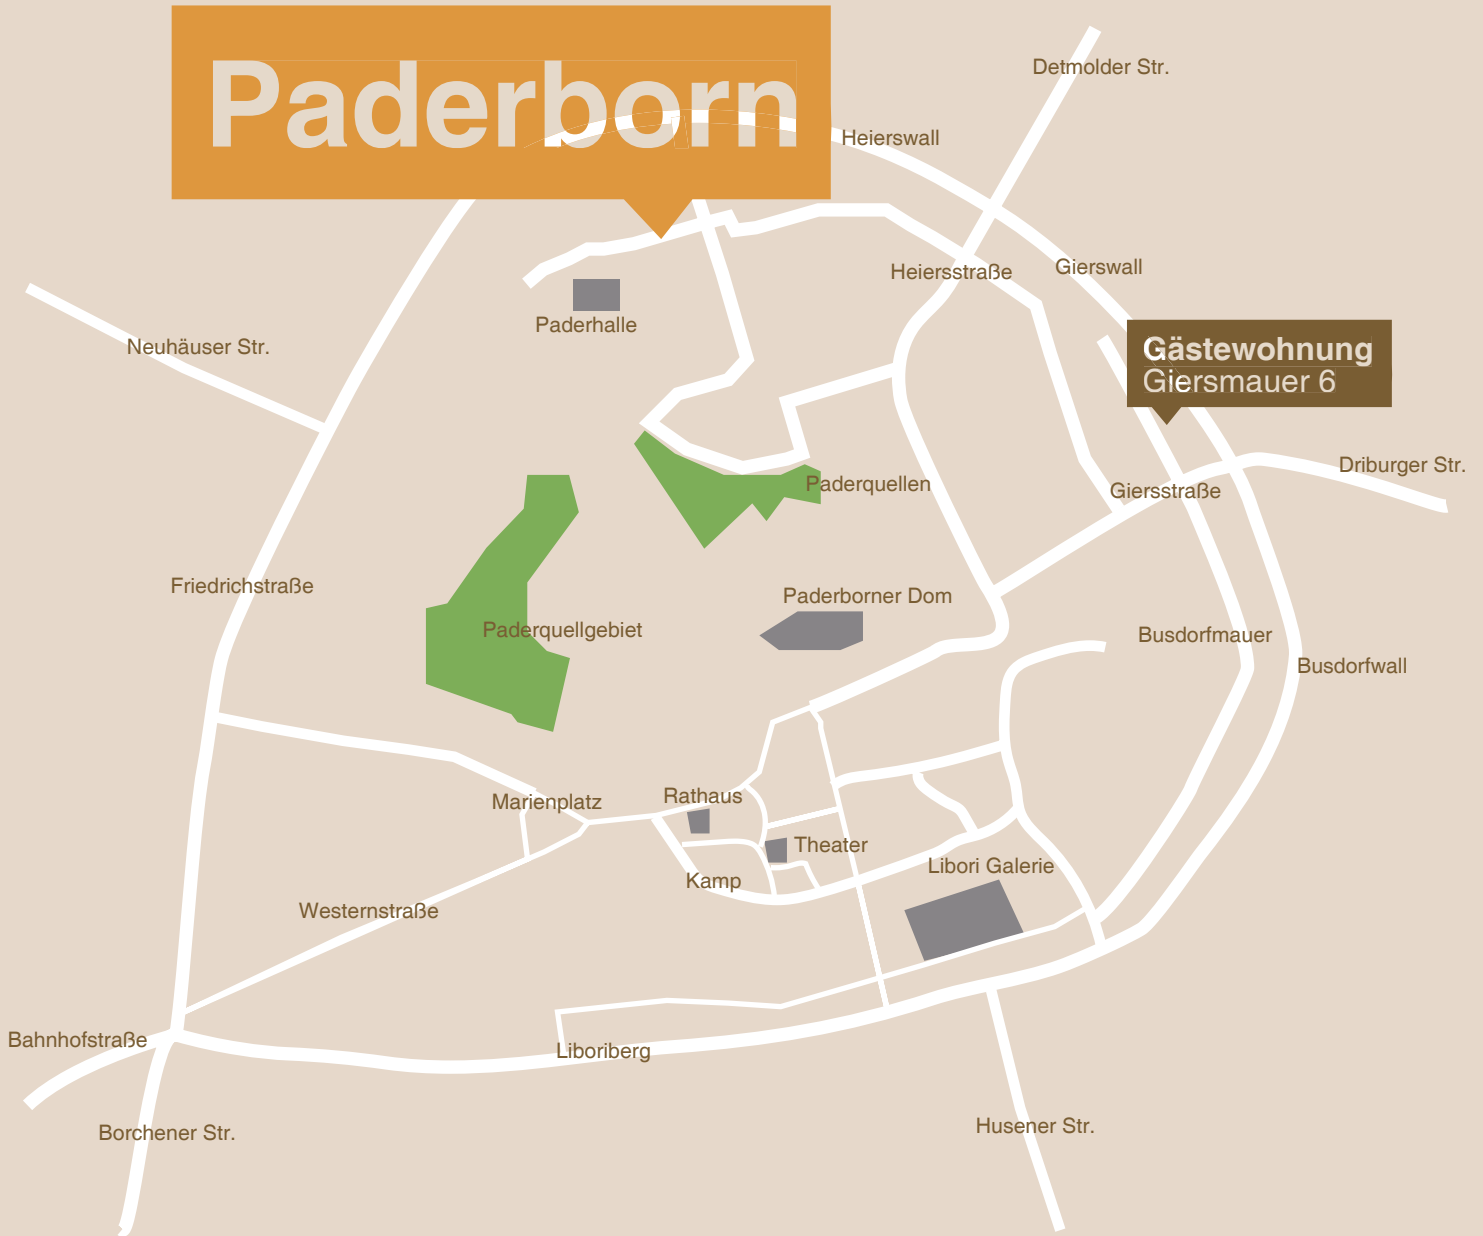 Paderborn
Detmolder Str.
Heierswall
Heiersstraße
Gierswall
Paderhalle
Neuhäuser Str.
Gästewohnung
Giersmauer 6
Driburger Str.
Paderquellen
Giersstraße
Friedrichstraße
Paderborner Dom
Paderquellgebiet
Busdorfmauer
Busdorfwall
Marienplatz
Rathaus
Theater
Libori Galerie
Kamp
Westernstraße
Bahnhofstraße
Liboriberg
Borchener Str.
Husener Str.